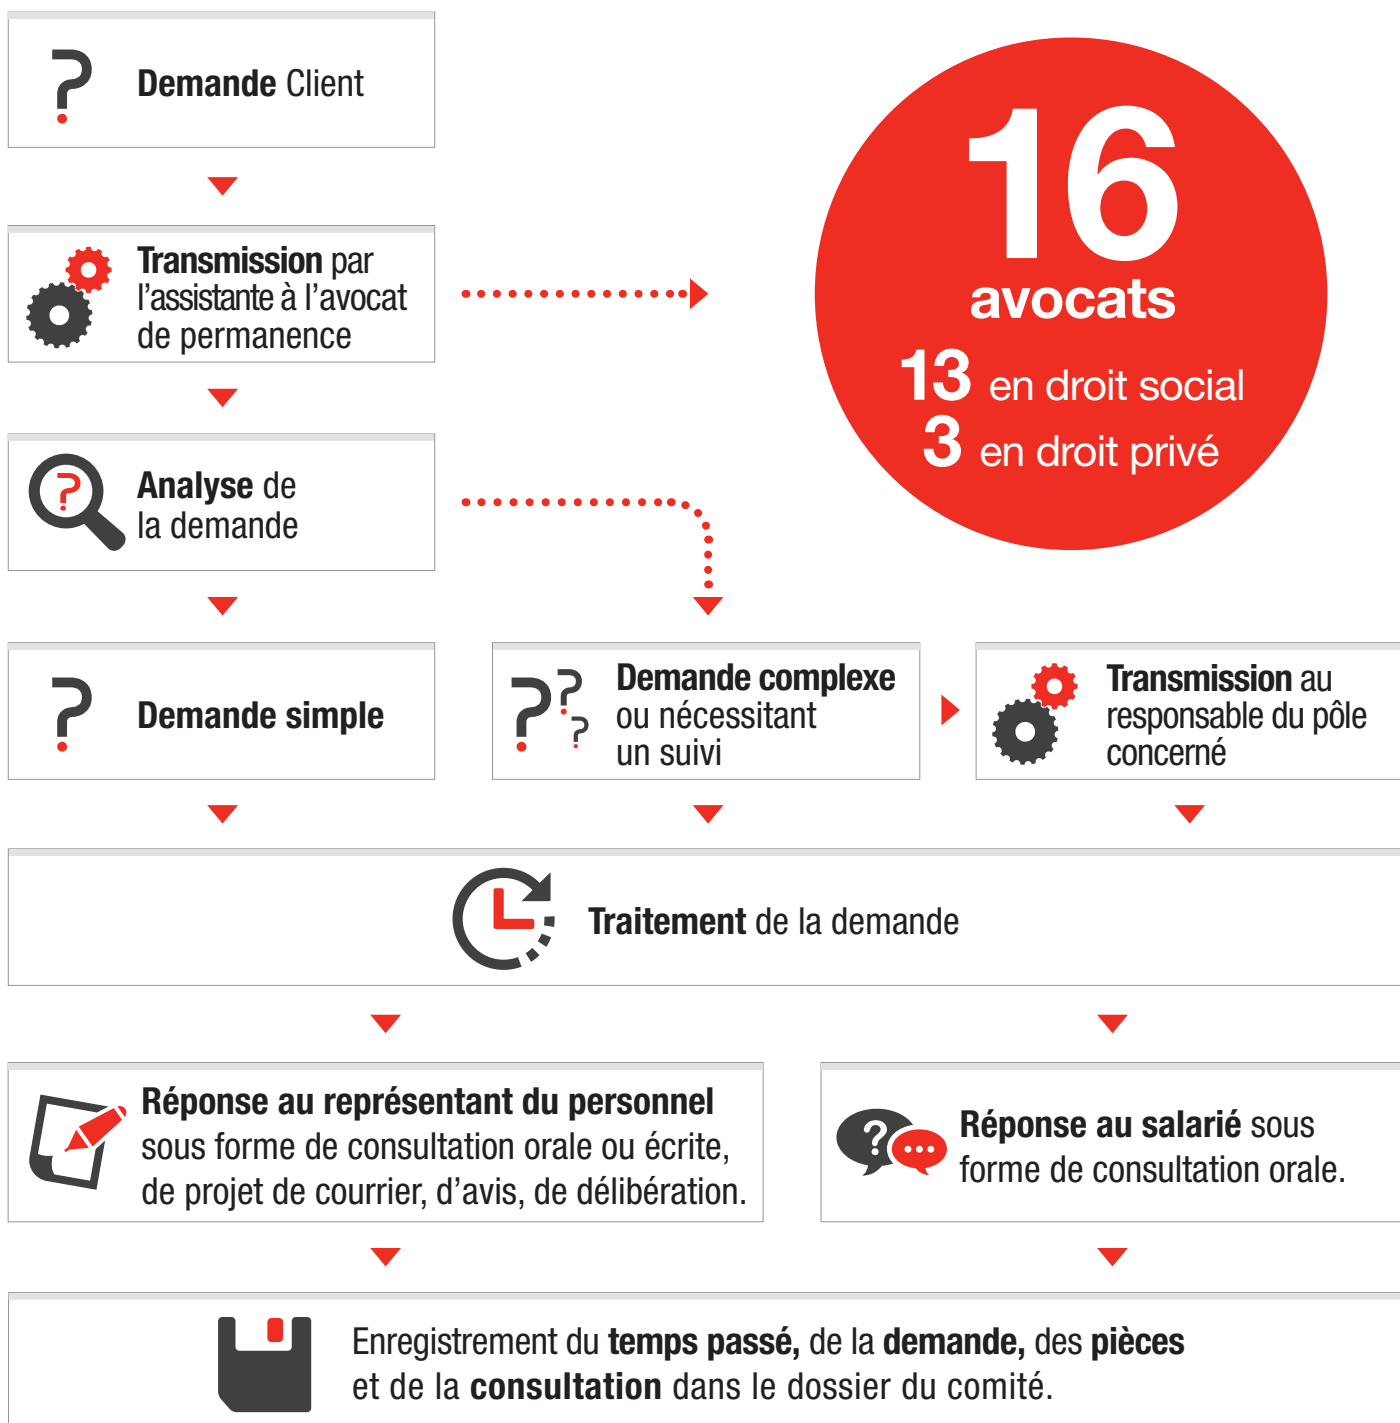 Demande Client
Transmission par
l’assistante à l’avocat
de permanence
16
avocats
13 en droit social
3 en droit privé
Analyse de
la demande
Demande simple
Demande complexe
ou nécessitant
un suivi
Transmission au
responsable du pôle
concerné
Traitement de la demande
Réponse au représentant du personnel
sous forme de consultation orale ou écrite,
de projet de courrier, d’avis, de délibération.
Réponse au salarié sous
forme de consultation orale.
Enregistrement du temps passé, de la demande, des pièces
et de la consultation dans le dossier du comité.